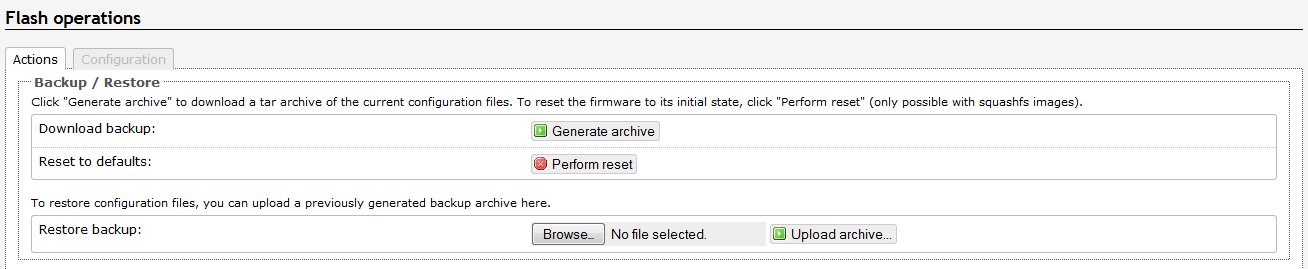 Flash operations
Actions Configuration
Backup / Restore
Click "Generate archive" to download a tar archive of the current configuration files. To reset the firmware to its initial state, click "Perform reset" (only possible with squashfs images).
Download backup: Generate archive
Reset to defaults: Perform reset
To restore configuration files, you can upload a previously generated backup archive here.
Restore backup: Browse... No file selected. Upload archive...